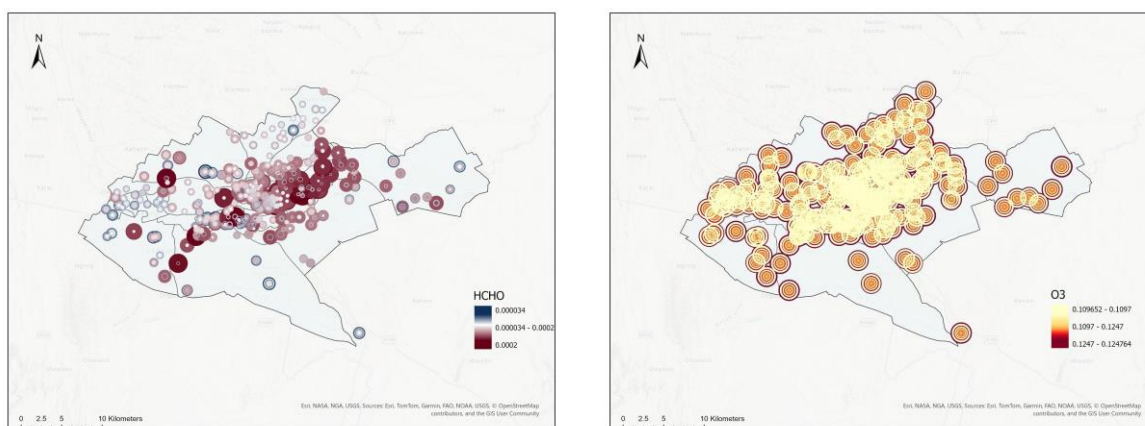 N
HCHO
0.000034
0.000034 - 0.0002
0.0002
Esri, NASA, NGA, USGS, Sources: Esri, TomTom, Garmin, FAO, NOAA, USGS, © OpenStreetMap
contributors, and the GIS User Community
0 2.5 5 10 Kilometers
N
O3
0.109652 - 0.1097
0.1097 - 0.1247
0.1247 - 0.124764
Esri, NASA, NGA, USGS, Sources: Esri, TomTom, Garmin, FAO, NOAA, USGS, © OpenStreetMap
contributors, and the GIS User Community
0 2.5 5 10 Kilometers